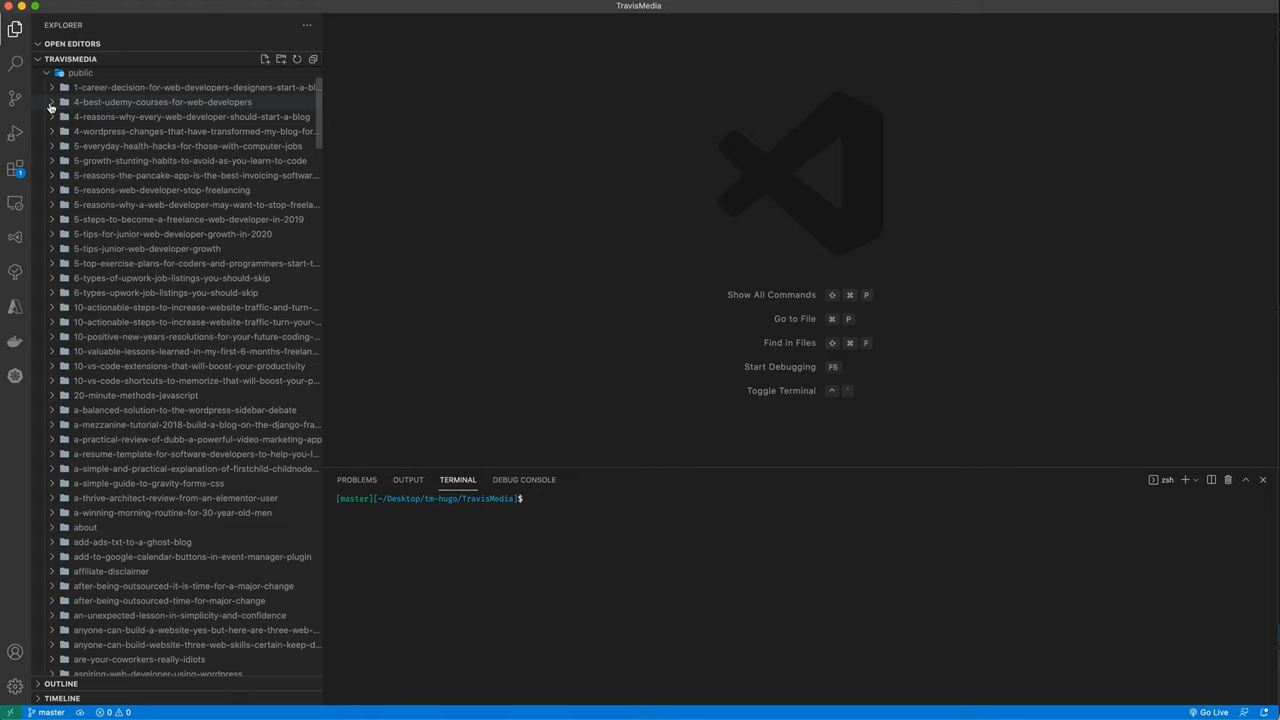 TravisMedia
EXPLORER
OPEN EDITORS
TRAVISMEDIA
public
1-career-decision-for-web-developers-designers-start-a-bl...
4-best-udemy-courses-for-web-developers
4-reasons-why-every-web-developer-should-start-a-blog
4-wordpress-changes-that-have-transformed-my-blog-for...
5-everyday-health-hacks-for-those-with-computer-jobs
5-growth-stunting-habits-to-avoid-as-you-learn-to-code
5-reasons-the-pancake-app-is-the-best-invoicing-softwar...
5-reasons-web-developer-stop-freelancing
5-reasons-why-a-web-developer-may-want-to-stop-freela...
5-steps-to-become-a-freelance-web-developer-in-2019
5-tips-for-junior-web-developer-growth-in-2020
5-tips-junior-web-developer-growth
5-top-exercise-plans-for-coders-and-programmers-start-t...
6-types-of-upwork-job-listings-you-should-skip
6-types-upwork-job-listings-you-should-skip
10-actionable-steps-to-increase-website-traffic-and-turn-...
10-actionable-steps-to-increase-website-traffic-turn-your-...
10-positive-new-years-resolutions-for-your-future-coding-...
10-valuable-lessons-learned-in-my-first-6-months-freelan...
10-vs-code-extensions-that-will-boost-your-productivity
10-vs-code-shortcuts-to-memorize-that-will-boost-your-p...
20-minute-methods-javascript
a-balanced-solution-to-the-wordpress-sidebar-debate
a-mezzanine-tutorial-2018-build-a-blog-on-the-django-fra...
a-practical-review-of-dubb-a-powerful-video-marketing-app
a-resume-template-for-software-developers-to-help-you-l...
a-simple-and-practical-explanation-of-firstchild-childnode...
a-simple-guide-to-gravity-forms-css
a-thrive-architect-review-from-an-elementor-user
a-winning-morning-routine-for-30-year-old-men
about
add-ads-txt-to-a-ghost-blog
add-to-google-calendar-buttons-in-event-manager-plugin
affiliate-disclaimer
after-being-outsourced-it-is-time-for-a-major-change
after-being-outsourced-time-for-major-change
an-unexpected-lesson-in-simplicity-and-confidence
anyone-can-build-a-website-yes-but-here-are-three-web-...
anyone-can-build-website-three-web-skills-certain-keep-d...
are-your-coworkers-really-idiots
aspiring-web-developer-using-wordpress
OUTLINE
TIMELINE
1
Show All Commands ⇧ ⌘ P
Go to File ⌘ P
Find in Files ⇧ ⌘ F
Start Debugging F5
Toggle Terminal ^ `
PROBLEMS OUTPUT TERMINAL DEBUG CONSOLE
zsh
[master][~/Desktop/tm-hugo/TravisMedia]$
master 0 0
Go Live